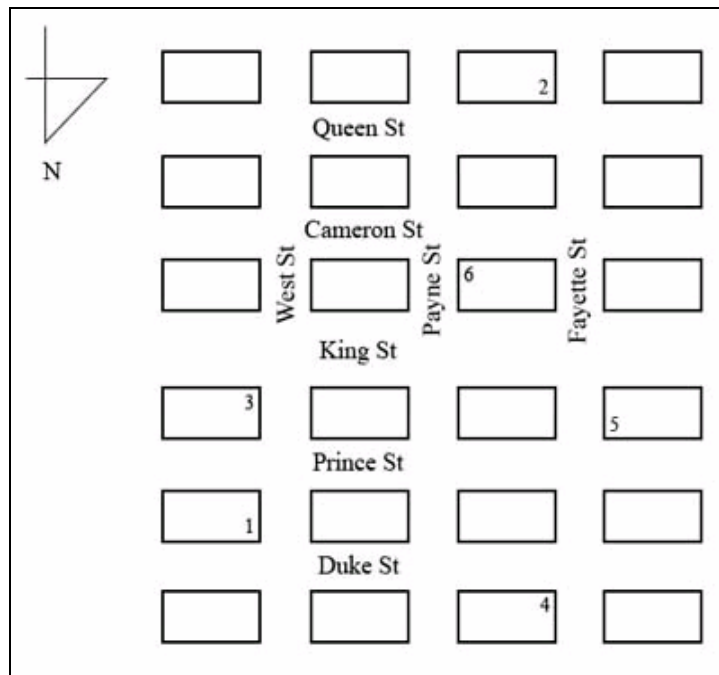 2
Queen St
N
Cameron St
West St
Payne St
6
Fayette St
King St
3
5
Prince St
1
Duke St
4